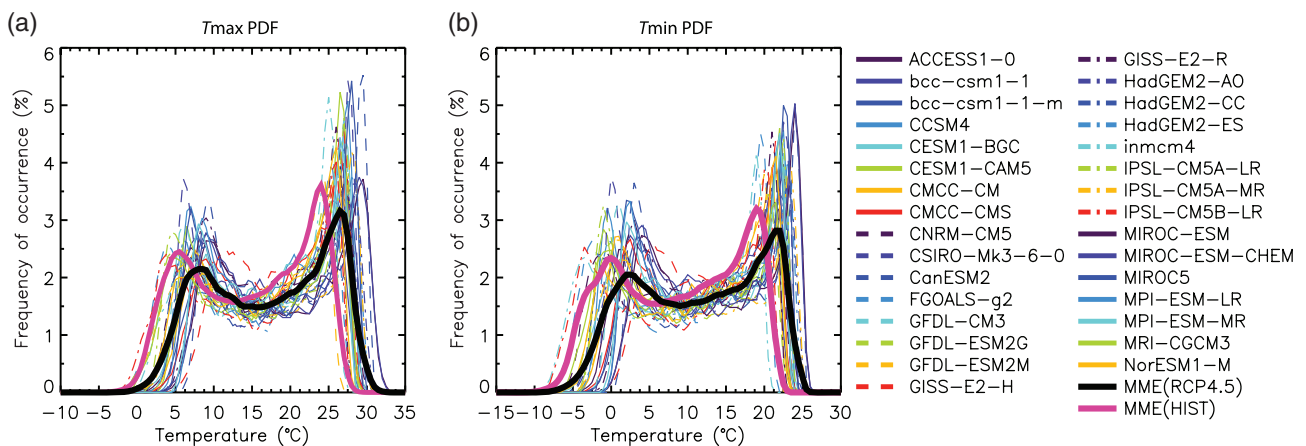 (a)
Tmax PDF
Frequency of occurrence (%)
6
5
4
3
2
1
0
-10 -5 0 5 10 15 20 25 30 35
Temperature (°C)
(b)
Tmin PDF
Frequency of occurrence (%)
6
5
4
3
2
1
0
-15 -10 -5 0 5 10 15 20 25 30
Temperature (°C)
ACCESS1-0
bcc-csm1-1
bcc-csm1-1-m
CCSM4
CESM1-BGC
CESM1-CAM5
CMCC-CM
CMCC-CMS
CNRM-CM5
CSIRO-Mk3-6-0
CanESM2
FGOALS-g2
GFDL-CM3
GFDL-ESM2G
GFDL-ESM2M
GISS-E2-H
GISS-E2-R
HadGEM2-AO
HadGEM2-CC
HadGEM2-ES
inmcm4
IPSL-CM5A-LR
IPSL-CM5A-MR
IPSL-CM5B-LR
MIROC-ESM
MIROC-ESM-CHEM
MIROC5
MPI-ESM-LR
MPI-ESM-MR
MRI-CGCM3
NorESM1-M
MME(RCP4.5)
MME(HIST)